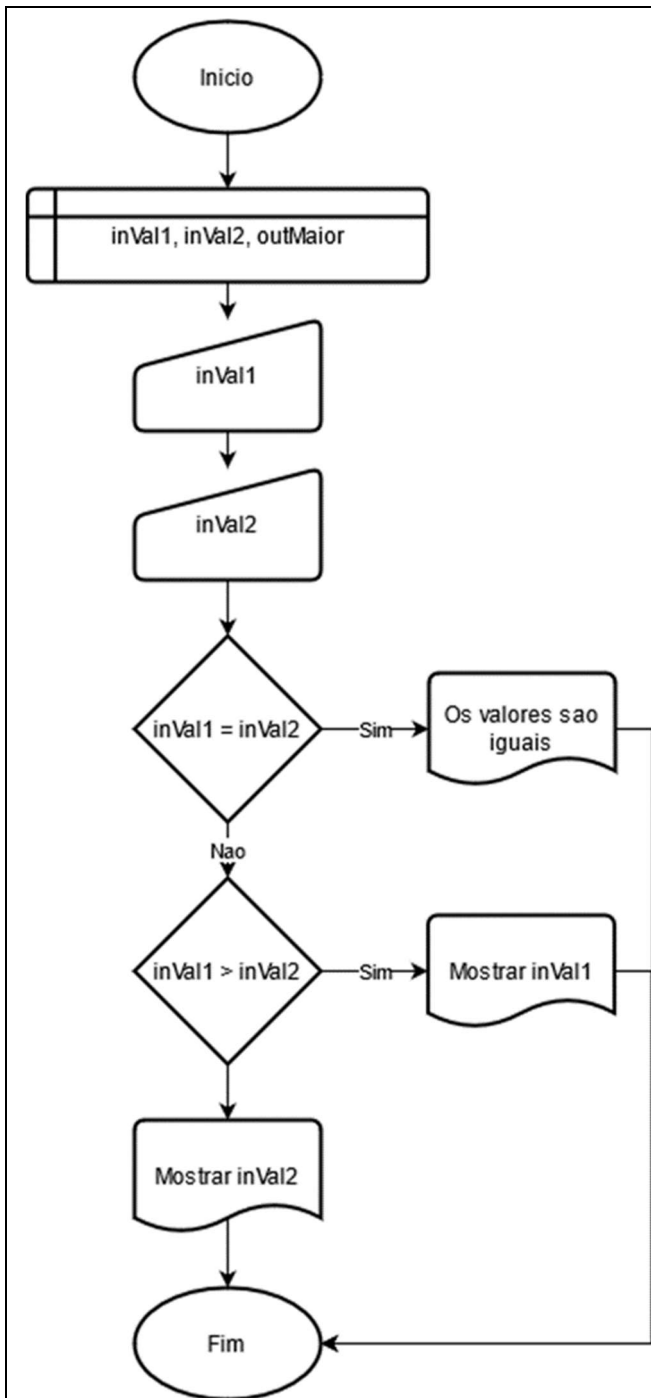 Inicio
inVal1, inVal2, outMaior
inVal1
inVal2
inVal1 = inVal2
Sim
Os valores sao
iguais
Nao
inVal1 > inVal2
Sim
Mostrar inVal1
Mostrar inVal2
Fim